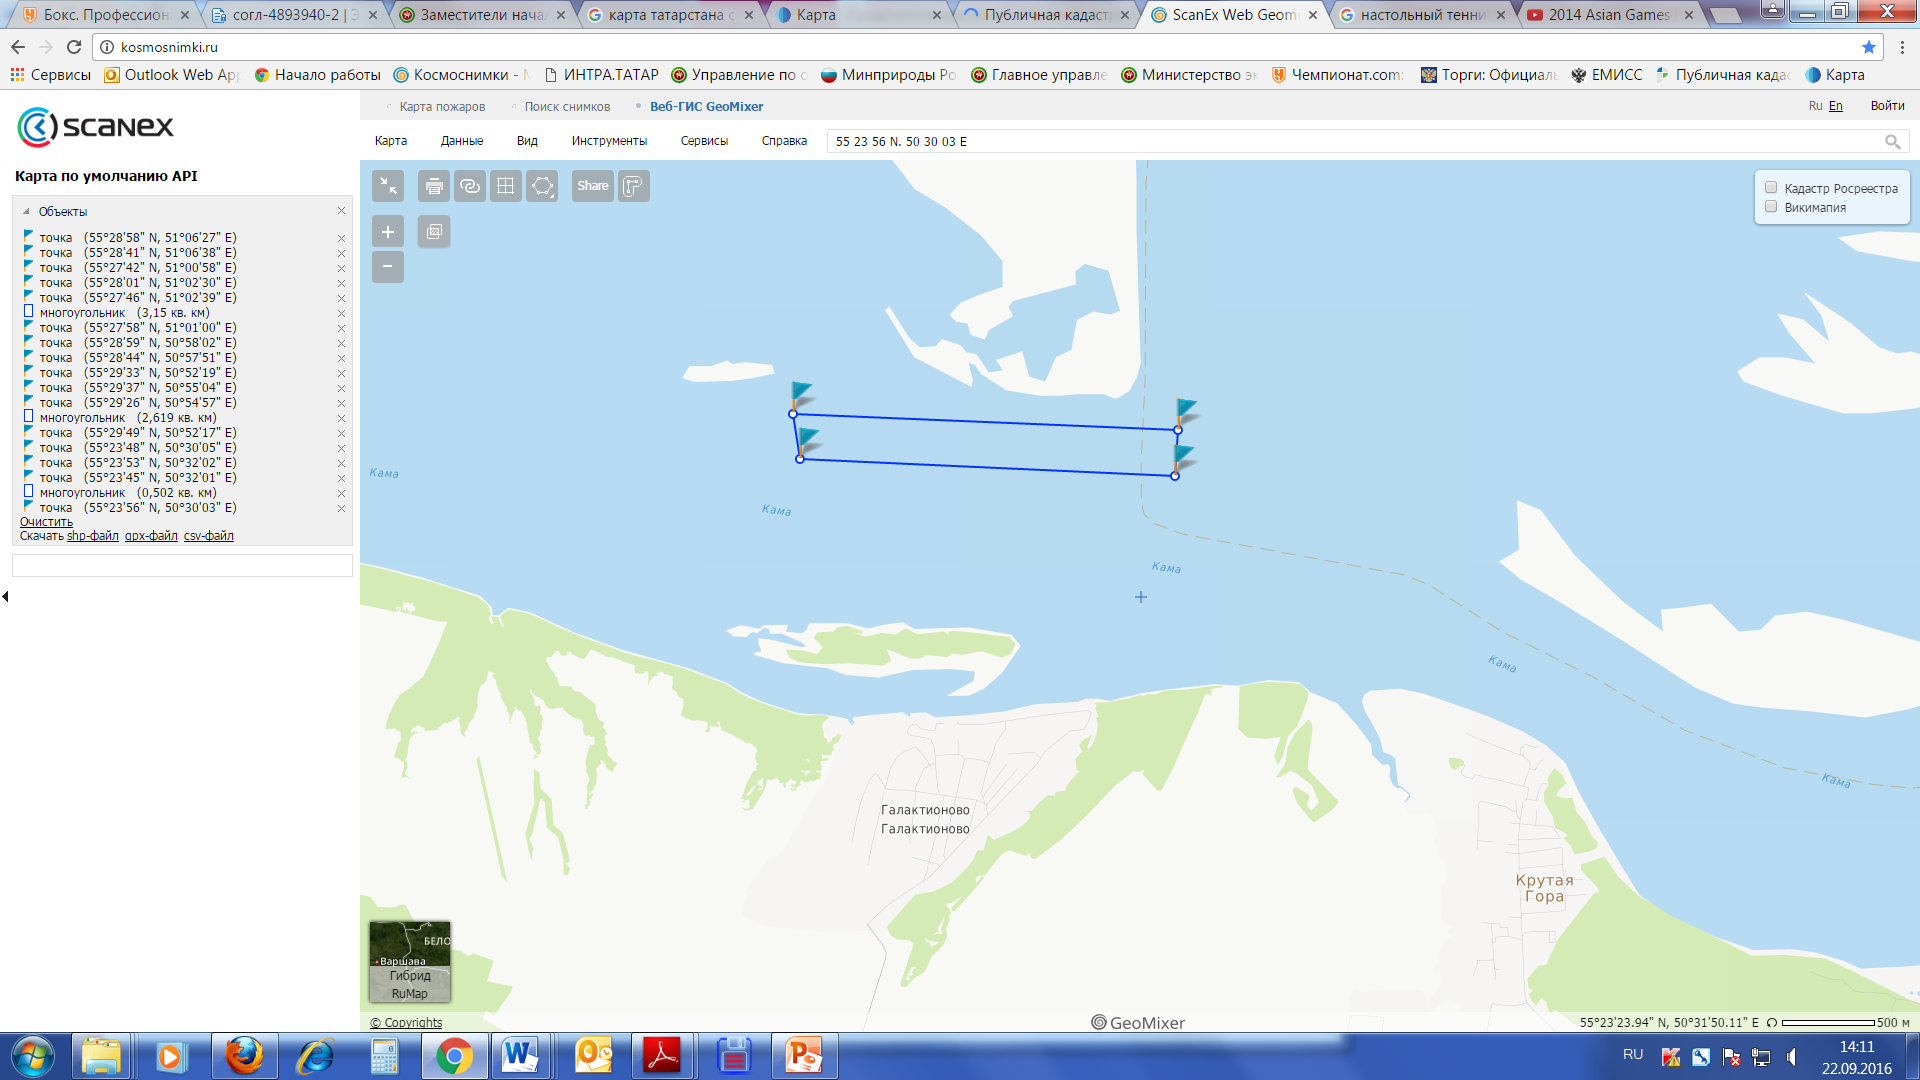 Бокс. Профессион
согл-4893940-2 | Э
Заместители нача
карта татарстана с
Карта
Публичная кадаст
ScanEx Web Geomi
настольный тенни
2014 Asian Games
kosmosnimki.ru
Сервисы
Outlook Web App
Начало работы
Космоснимки -
ИНТРА.ТАТАР
Управление по о
Минприроды Ро
Главное управле
Министерство эк
Чемпионат.com:
Торги: Официаль
ЕМИСС
Публичная кадас
Карта
scanex
Карта пожаров
Поиск снимков
Веб-ГИС GeoMixer
Ru En
Войти
Карта
Данные
Вид
Инструменты
Сервисы
Справка
55 23 56 N. 50 30 03 E
Карта по умолчанию API
Объекты
точка (55°28'58" N, 51°06'27" E)
точка (55°28'41" N, 51°06'38" E)
точка (55°27'42" N, 51°00'58" E)
точка (55°28'01" N, 51°02'30" E)
точка (55°27'46" N, 51°02'39" E)
многоугольник (3,15 кв. км)
точка (55°27'58" N, 51°01'00" E)
точка (55°28'59" N, 50°58'02" E)
точка (55°28'44" N, 50°57'51" E)
точка (55°29'33" N, 50°52'19" E)
точка (55°29'37" N, 50°55'04" E)
точка (55°29'26" N, 50°54'57" E)
многоугольник (2,619 кв. км)
точка (55°29'49" N, 50°52'17" E)
точка (55°23'48" N, 50°30'05" E)
точка (55°23'53" N, 50°32'02" E)
точка (55°23'45" N, 50°32'01" E)
многоугольник (0,502 кв. км)
точка (55°23'56" N, 50°30'03" E)
Очистить
Скачать shp-файл gpx-файл csv-файл
Share
Кадастр Росреестра
Викимапия
Кама
Кама
Кама
Кама
Кама
Галактионово
Галактионово
Крутая
Гора
БЕЛО
Варшава
Гибрид
RuMap
© Copyrights
GeoMixer
55°23'23.94" N, 50°31'50.11" E
500 м
RU
14:11
22.09.2016